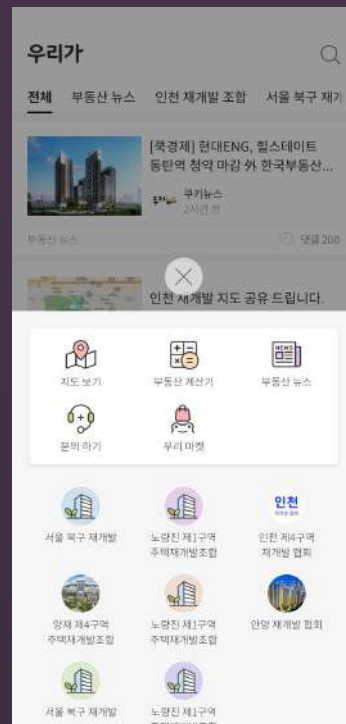 우리가
전체 부동산 뉴스 인천 재개발 조합 서울 북구 재개
[쿡경제] 현대ENG, 힐스테이트
동탄역 청약 마감 外 한국부동산...
쿠키뉴스
2시간 전
부동산 뉴스
댓글 200
인천 재개발 지도 공유 드립니다.
지도 보기 부동산 계산기 NEWS 부동산 뉴스
문의 하기 우리 마켓
인천
서울 북구 재개발 노량진 제1구역 인천 제4구역
주택재개발조합 재개발 협회
양재 제4구역 노량진 제1구역 안양 재개발 협회
주택재개발조합 주택재개발조합
서울 북구 재개발 노량진 제1구역